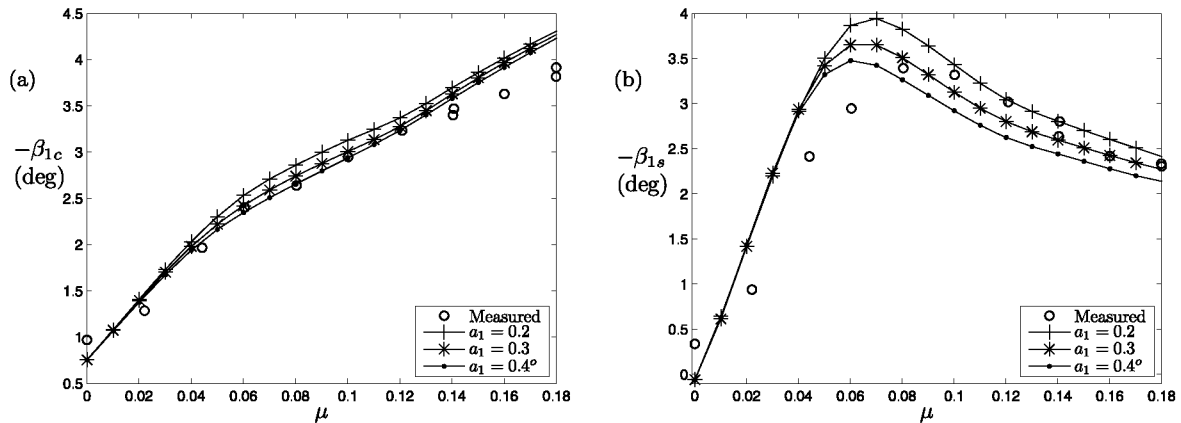 (a)
−β1c
(deg)
4.5
4
3.5
3
2.5
2
1.5
1
0.5
0 0.02 0.04 0.06 0.08 0.1 0.12 0.14 0.16 0.18
μ
Measured
a1 = 0.2
a1 = 0.3
a1 = 0.4o
(b)
−β1s
(deg)
4
3.5
3
2.5
2
1.5
1
0.5
0
0 0.02 0.04 0.06 0.08 0.1 0.12 0.14 0.16 0.18
μ
Measured
a1 = 0.2
a1 = 0.3
a1 = 0.4o